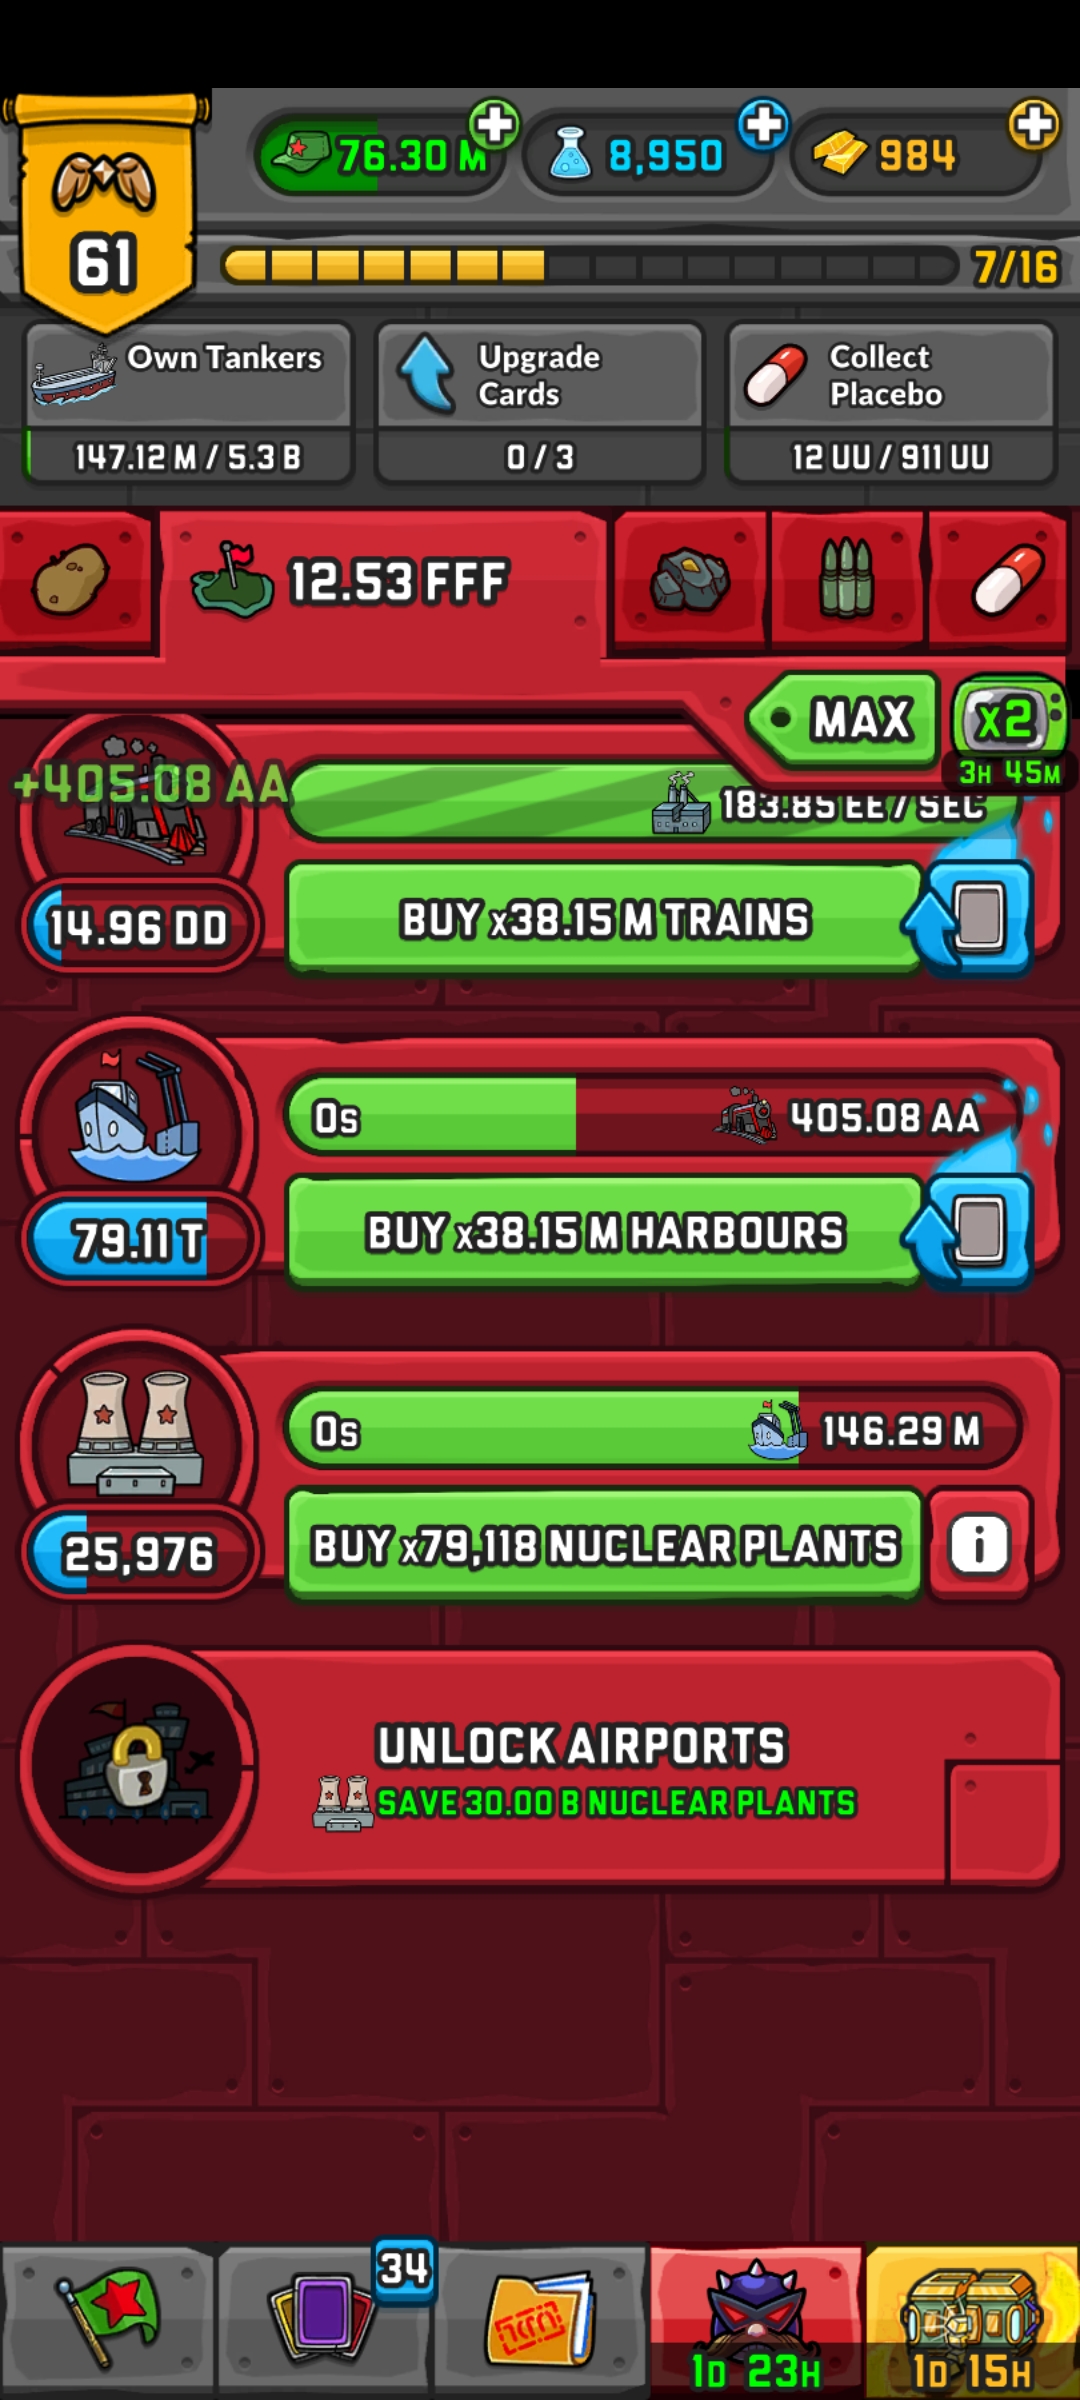 76.30 M
8,950
984
61
7/16
Own Tankers
147.12 M / 5.3 B
Upgrade
Cards
0 / 3
Collect
Placebo
12 UU / 911 UU
12.53 FFF
MAX
x2
3H 45M
+405.08 AA
183.85 EE / SEC
14.96 DD
BUY x38.15 M TRAINS
0s
405.08 AA
79.11 T
BUY x38.15 M HARBOURS
0s
146.29 M
25,976
BUY x79,118 NUCLEAR PLANTS
i
UNLOCK AIRPORTS
SAVE 30.00 B NUCLEAR PLANTS
34
1D 23H
1D 15H